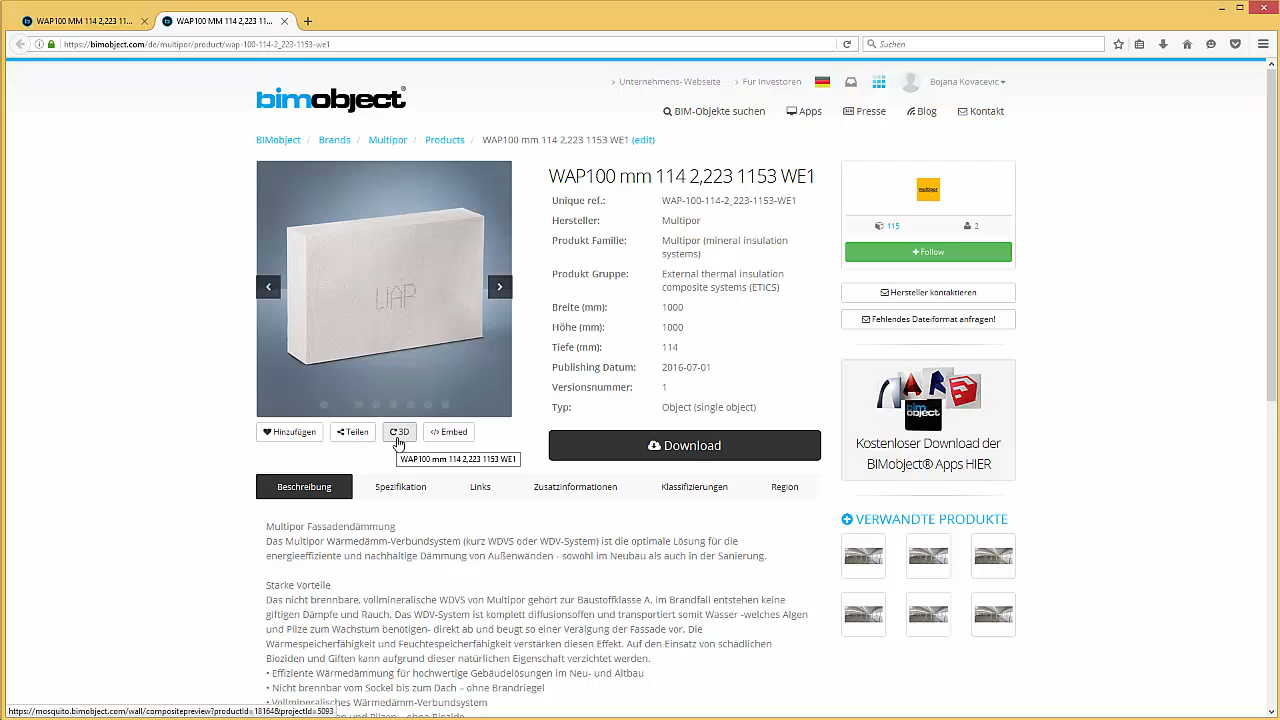 WAP100 MM 114 2,223 11...
WAP100 MM 114 2,223 11...
https://bimobject.com/de/multipor/product/wap-100-114-2_223-1153-we1
Suchen
Unternehmens- Webseite
Für Investoren
Bojana Kovacevic
bimobject®
BIM-Objekte suchen
Apps
Presse
Blog
Kontakt
BIMobject / Brands / Multipor / Products / WAP100 mm 114 2,223 1153 WE1 (edit)
WAP
Hinzufügen
Teilen
3D
</> Embed
WAP100 mm 114 2,223 1153 WE1
WAP100 mm 114 2,223 1153 WE1
Unique ref.: WAP-100-114-2_223-1153-WE1
Hersteller: Multipor
Produkt Familie: Multipor (mineral insulation
systems)
Produkt Gruppe: External thermal insulation
composite systems (ETICS)
Breite (mm): 1000
Höhe (mm): 1000
Tiefe (mm): 114
Publishing Datum: 2016-07-01
Versionsnummer: 1
Typ: Object (single object)
Download
multipor
115
2
+ Follow
Hersteller kontaktieren
Fehlendes Dateiformat anfragen!
bim
object
Kostenloser Download der
BIMobject® Apps HIER
VERWANDTE PRODUKTE
Beschreibung
Spezifikation
Links
Zusatzinformationen
Klassifizierungen
Region
Multipor Fassadendämmung
Das Multipor Wärmedämm-Verbundsystem (kurz WDVS oder WDV-System) ist die optimale Lösung für die
energieeffiziente und nachhaltige Dämmung von Außenwänden - sowohl im Neubau als auch in der Sanierung.
Starke Vorteile
Das nicht brennbare, vollmineralische WDVS von Multipor gehört zur Baustoffklasse A. Im Brandfall entstehen keine
giftigen Dämpfe und Rauch. Das WDV-System ist komplett diffusionsoffen und transportiert somit Wasser -welches Algen
und Pilze zum Wachstum benötigen- direkt ab und beugt so einer Veralgung der Fassade vor. Die
Wärmespeicherfähigkeit und Feuchtespeicherfähigkeit verstärken diesen Effekt. Auf den Einsatz von schädlichen
Bioziden und Giften kann aufgrund dieser natürlichen Eigenschaft verzichtet werden.
• Effiziente Wärmedämmung für hochwertige Gebäudelösungen im Neu- und Altbau
• Nicht brennbar vom Sockel bis zum Dach – ohne Brandriegel
• Vollmineralisches Wärmedämm-Verbundsystem
und Pilzen – ohne Biozide
https://mosquito.bimobject.com/wall/compositepreview?productId=18164&projectId=5093